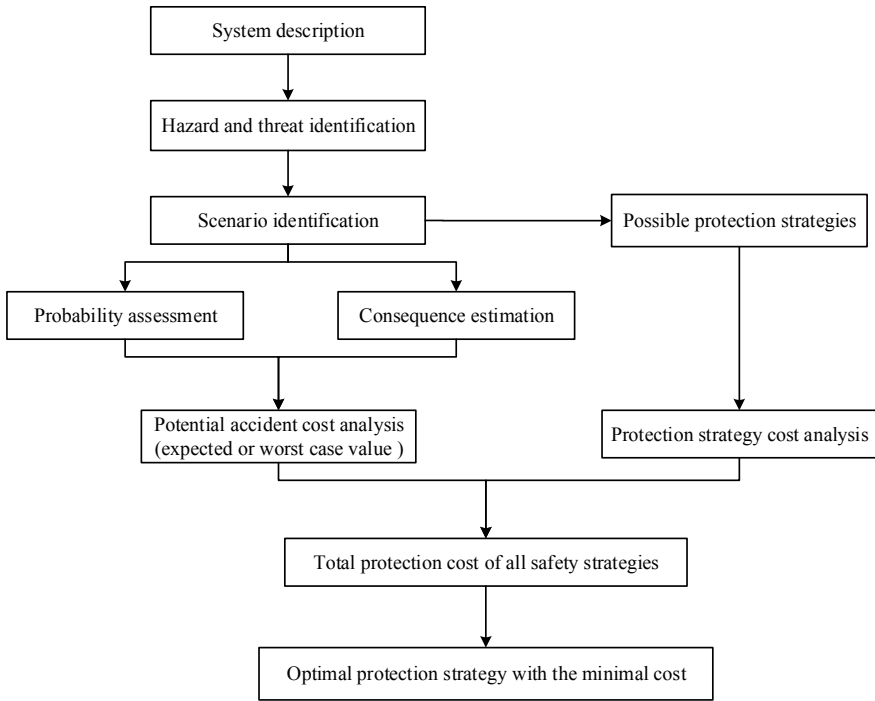 System description
Hazard and threat identification
Scenario identification
Possible protection strategies
Probability assessment
Consequence estimation
Potential accident cost analysis
(expected or worst case value )
Protection strategy cost analysis
Total protection cost of all safety strategies
Optimal protection strategy with the minimal cost